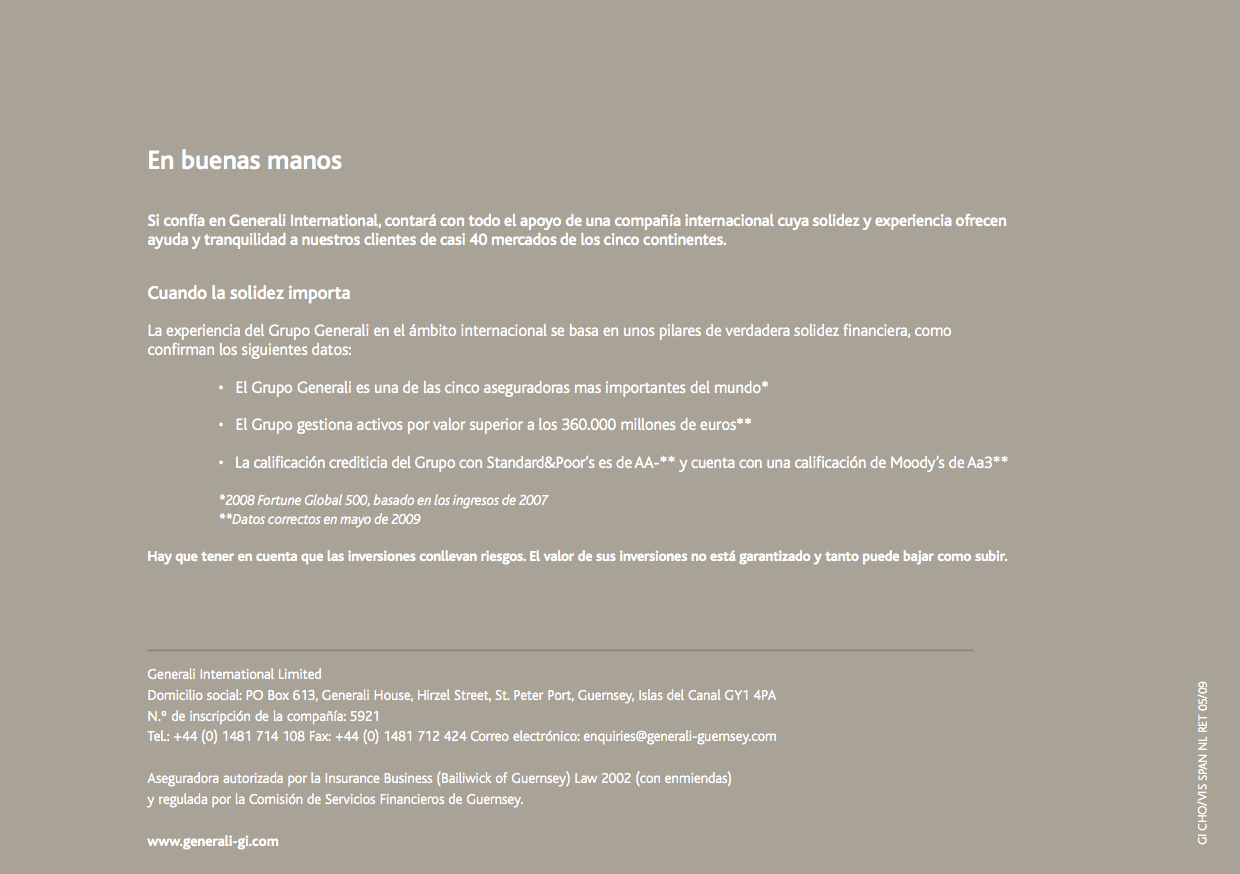 En buenas manos
Si confía en Generali International, contará con todo el apoyo de una compañía internacional cuya solidez y experiencia ofrecen
ayuda y tranquilidad a nuestros clientes de casi 40 mercados de los cinco continentes.
Cuando la solidez importa
La experiencia del Grupo Generali en el ámbito internacional se basa en unos pilares de verdadera solidez financiera, como
confirman los siguientes datos:
• El Grupo Generali es una de las cinco aseguradoras mas importantes del mundo*
• El Grupo gestiona activos por valor superior a los 360.000 millones de euros**
• La calificación crediticia del Grupo con Standard&Poor's es de AA-** y cuenta con una calificación de Moody's de Aa3**
*2008 Fortune Global 500, basado en los ingresos de 2007
**Datos correctos en mayo de 2009
Hay que tener en cuenta que las inversiones conllevan riesgos. El valor de sus inversiones no está garantizado y tanto puede bajar como subir.
Generali International Limited
Domicilio social: PO Box 613, Generali House, Hirzel Street, St. Peter Port, Guernsey, Islas del Canal GY1 4PA
N.º de inscripción de la compañía: 5921
Tel.: +44 (0) 1481 714 108 Fax: +44 (0) 1481 712 424 Correo electrónico: enquiries@generali-guernsey.com
Aseguradora autorizada por la Insurance Business (Bailiwick of Guernsey) Law 2002 (con enmiendas)
y regulada por la Comisión de Servicios Financieros de Guernsey.
www.generali-gi.com
GI CHO/VIS SPAN NL RET 05/09